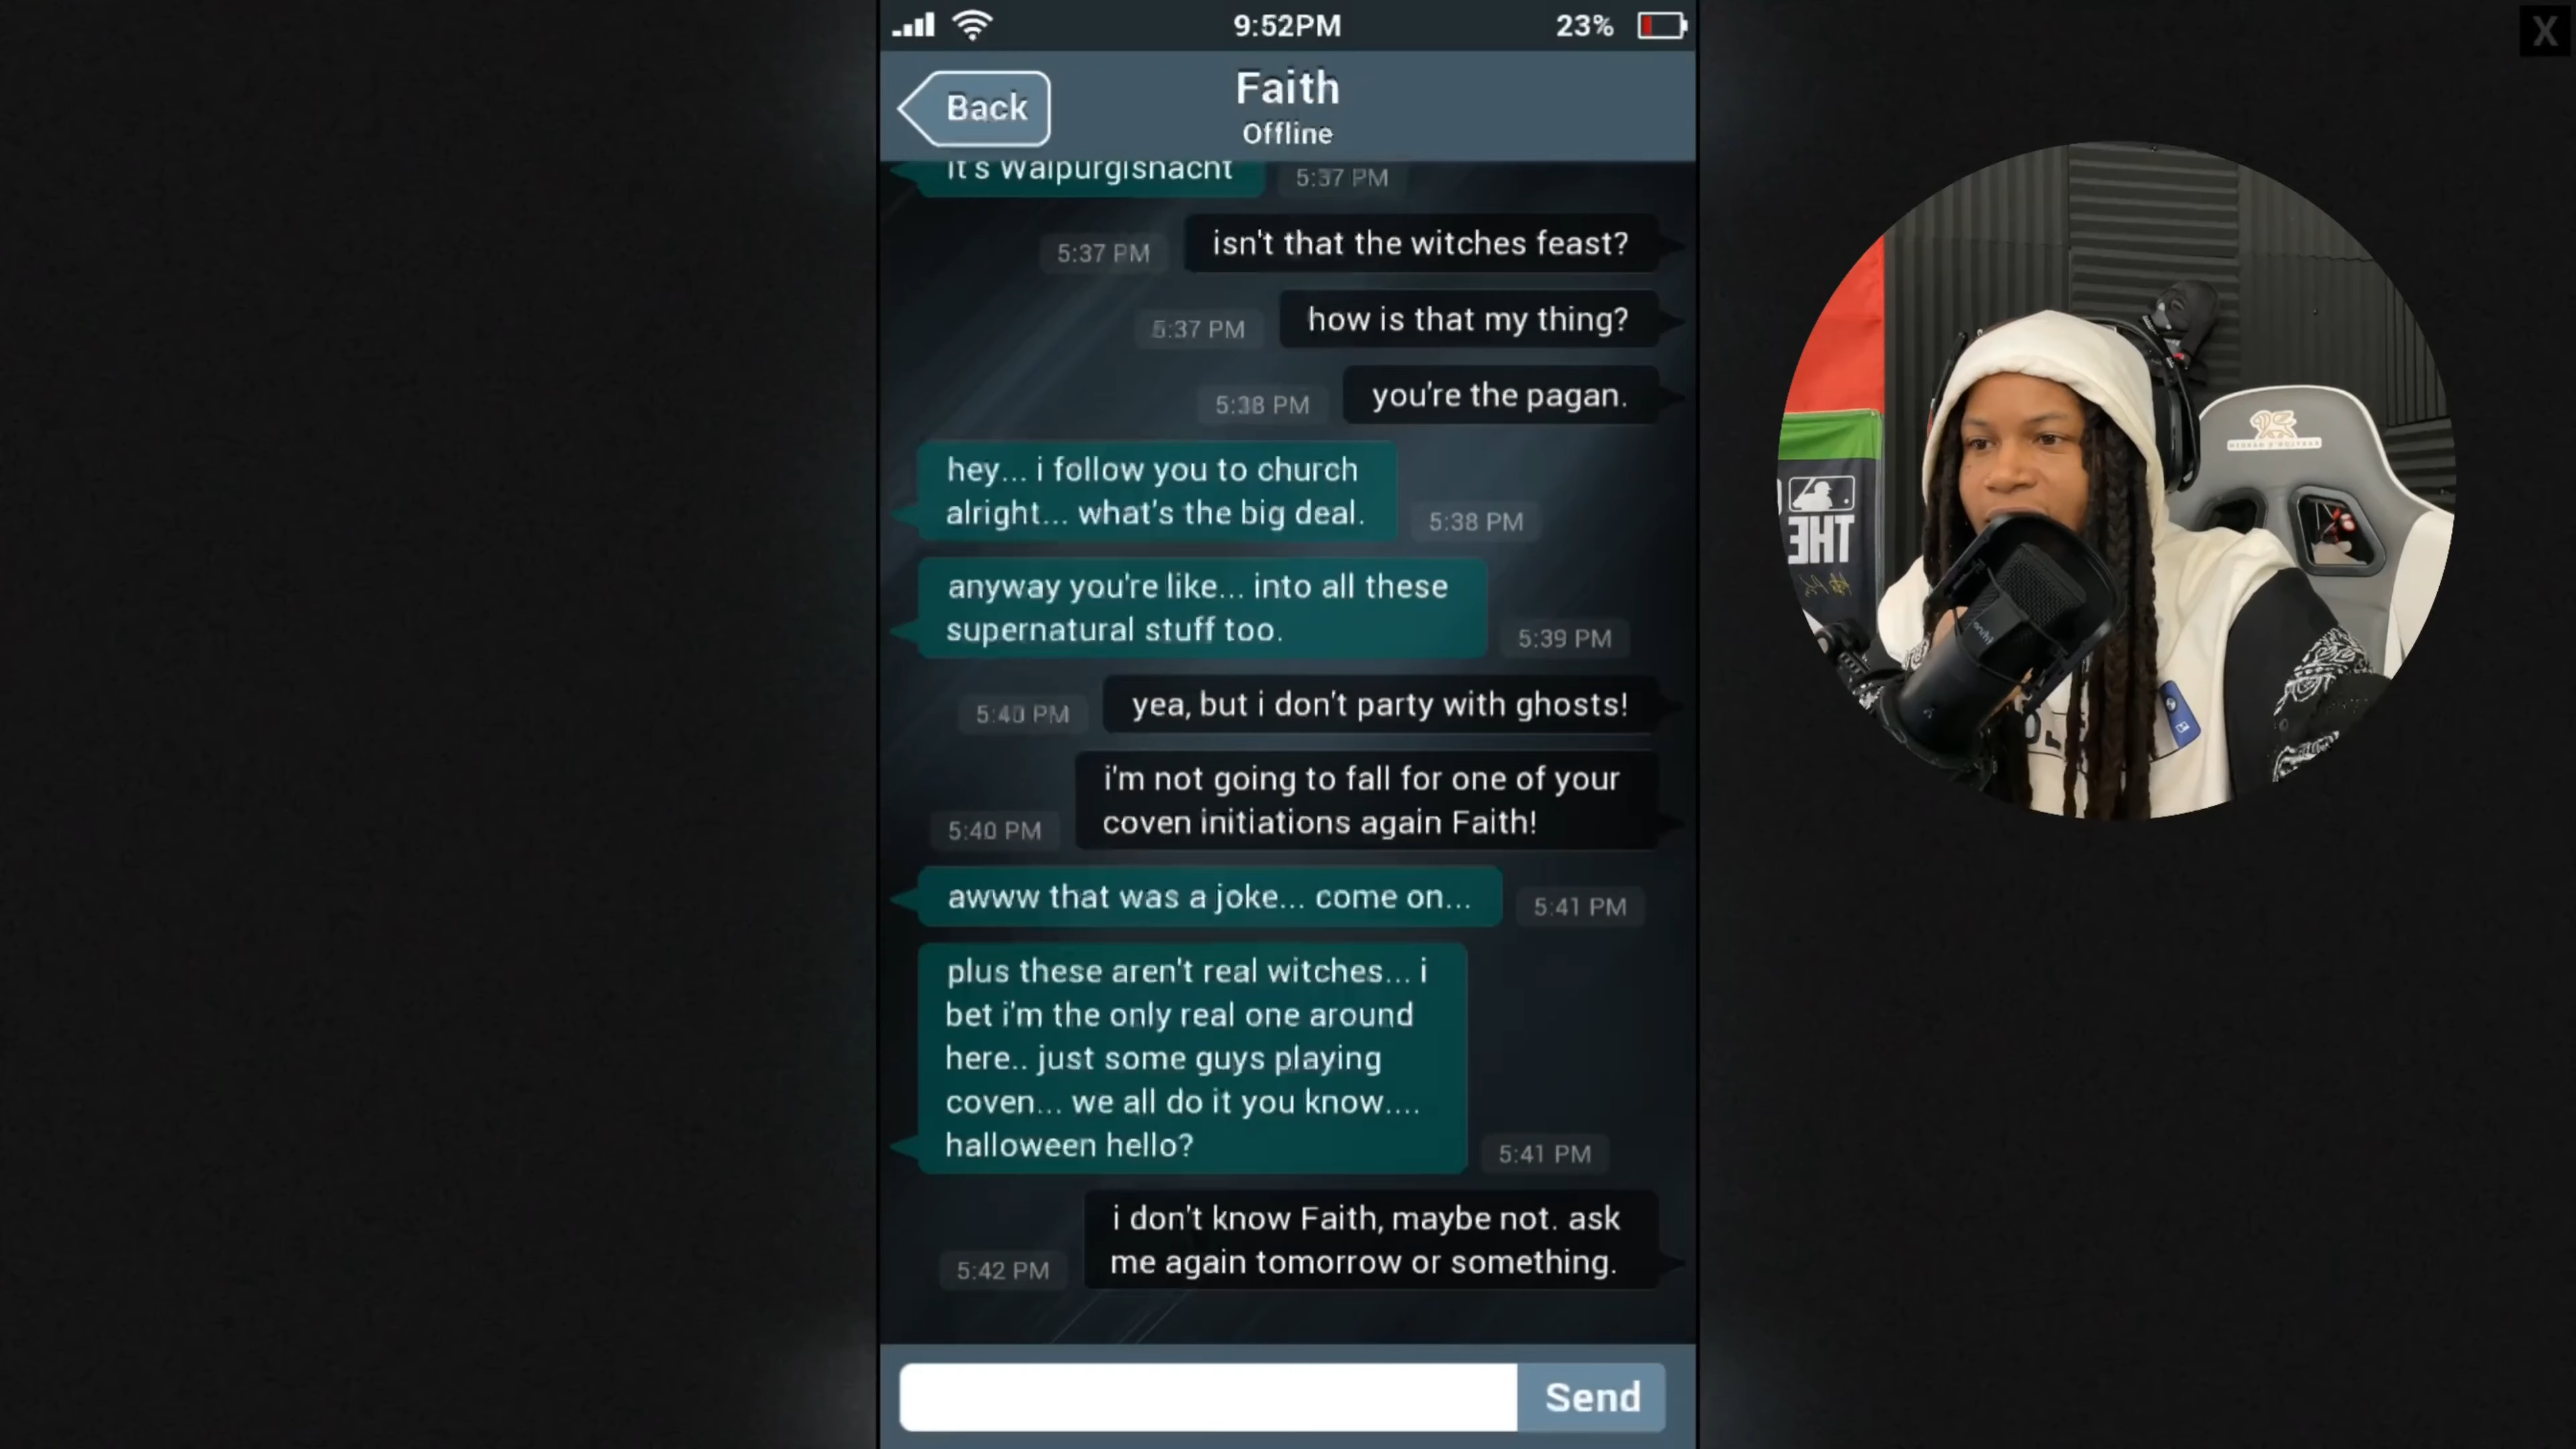 9:52PM
23%
X
Back
Faith
Offline
it's Walpurgisnacht
5:37 PM
isn't that the witches feast?
5:37 PM
how is that my thing?
5:37 PM
you're the pagan.
5:38 PM
hey... i follow you to church
alright... what's the big deal.
5:38 PM
anyway you're like... into all these
supernatural stuff too.
5:39 PM
yea, but i don't party with ghosts!
5:40 PM
i'm not going to fall for one of your
coven initiations again Faith!
5:40 PM
awww that was a joke... come on...
5:41 PM
plus these aren't real witches... i
bet i'm the only real one around
here.. just some guys playing
coven... we all do it you know....
halloween hello?
5:41 PM
i don't know Faith, maybe not. ask
me again tomorrow or something.
5:42 PM
Send
THE